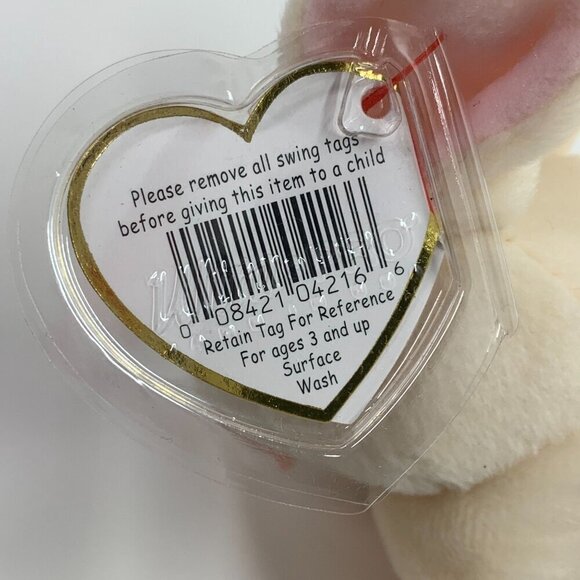 Please remove all swing tags
before giving this item to a child
0 08421 04216 6
Retain Tag For Reference
For ages 3 and up
Surface
Wash